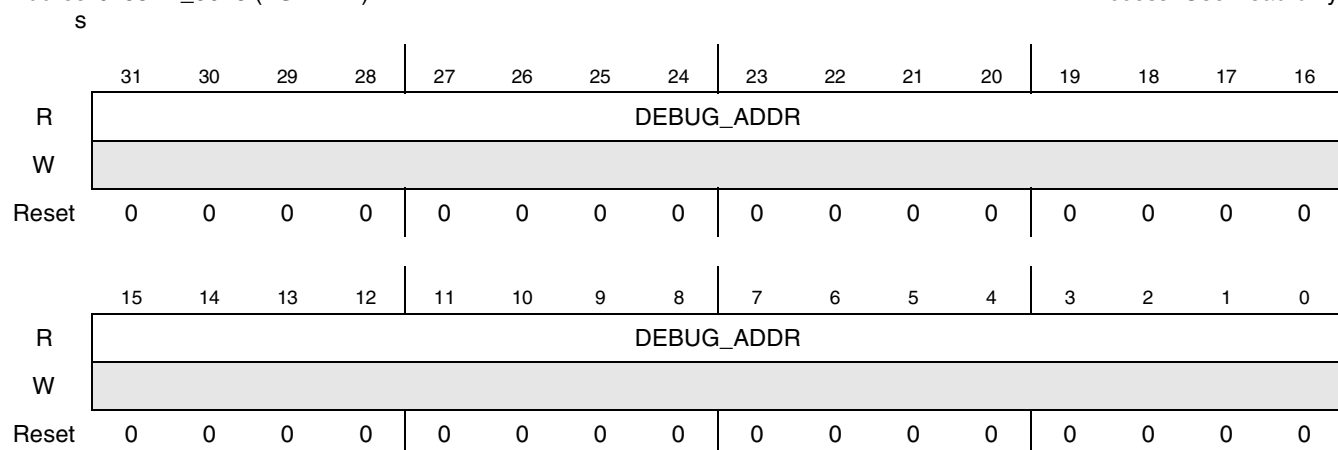 s
31 30 29 28 27 26 25 24 23 22 21 20 19 18 17 16
R DEBUG_ADDR
W
Reset 0 0 0 0 0 0 0 0 0 0 0 0 0 0 0 0
15 14 13 12 11 10 9 8 7 6 5 4 3 2 1 0
R DEBUG_ADDR
W
Reset 0 0 0 0 0 0 0 0 0 0 0 0 0 0 0 0